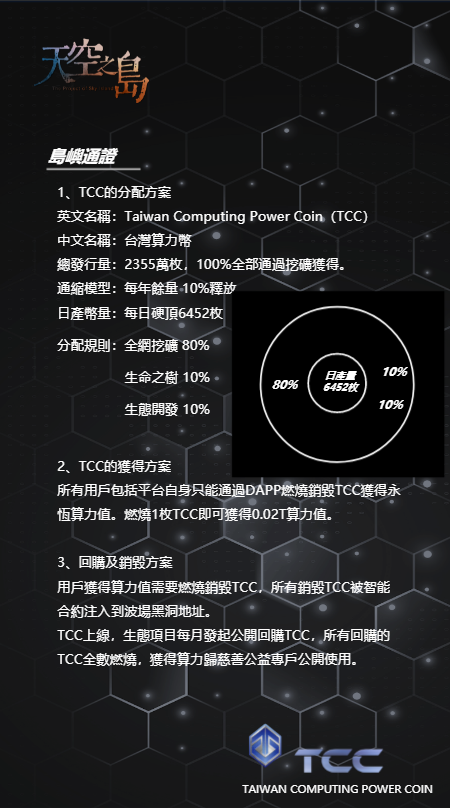 天空之島
島嶼通證
1、TCC的分配方案
英文名稱：Taiwan Computing Power Coin（TCC）
中文名稱：台灣算力幣
總發行量：2355萬枚，100%全部通過挖礦獲得。
通縮模型：每年餘量 10%釋放
日產幣量：每日硬頂6452枚
分配規則：全網挖礦 80%
生命之樹 10%
生態開發 10%
80%
日產量
6452枚
10%
10%
2、TCC的獲得方案
所有用戶包括平台自身只能通過DAPP燃燒銷毀TCC獲得永
恆算力值。燃燒1枚TCC即可獲得0.02T算力值。
3、回購及銷毀方案
用戶獲得算力值需要燃燒銷毀TCC，所有銷毀TCC被智能
合約注入到波場黑洞地址。
TCC上線，生態項目每月發起公開回購TCC，所有回購的
TCC全數燃燒，獲得算力歸慈善公益專戶公開使用。
TCC
TAIWAN COMPUTING POWER COIN